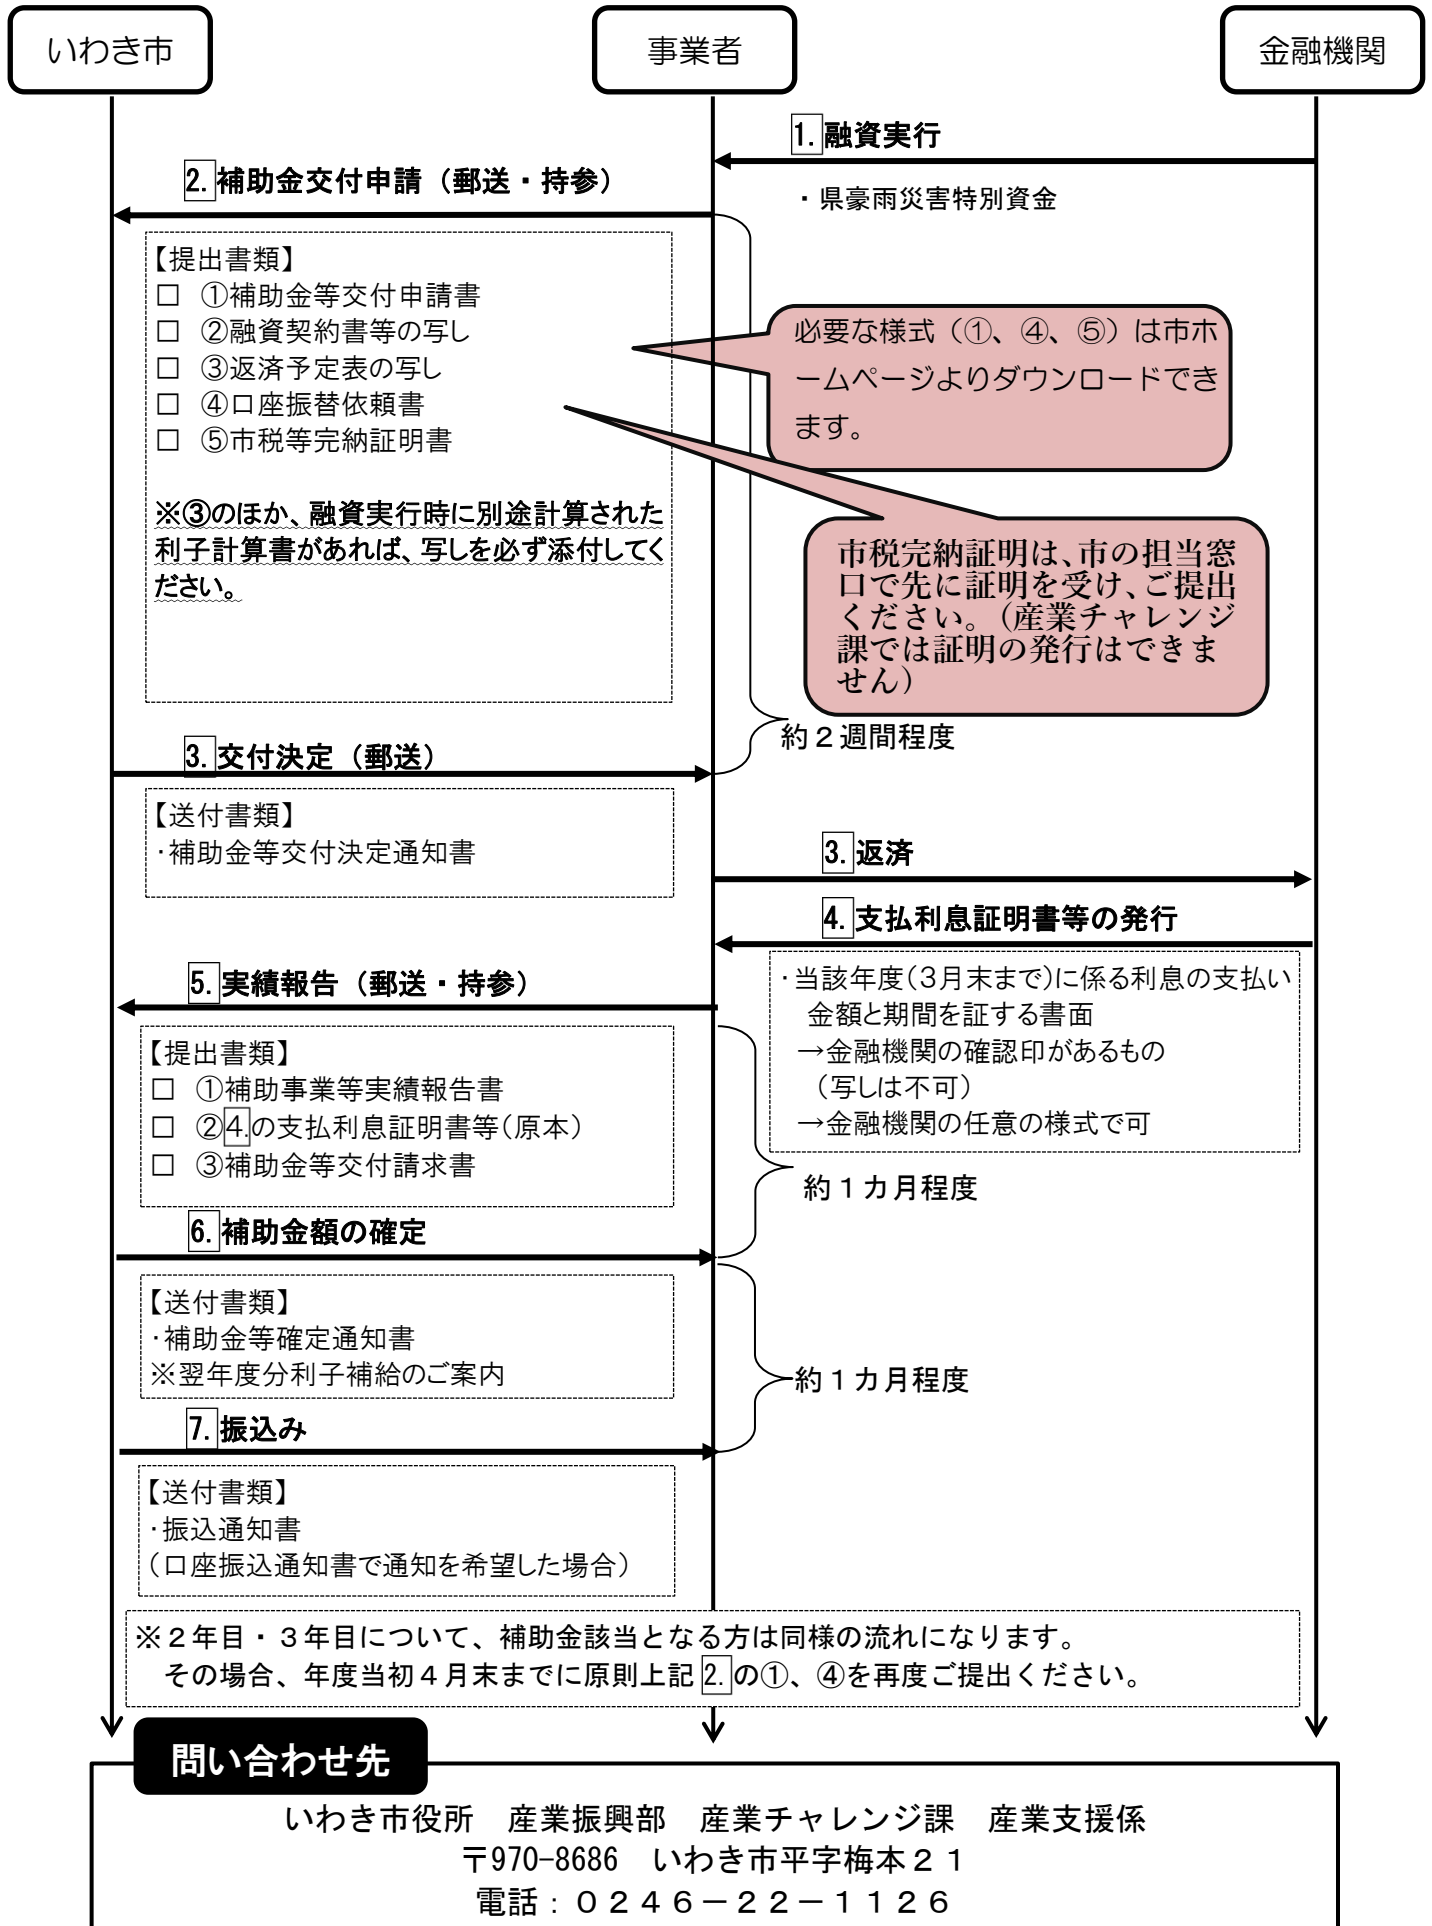 いわき市
事業者
金融機関
1.融資実行
・県豪雨災害特別資金
2.補助金交付申請（郵送・持参）
【提出書類】
□ ①補助金等交付申請書
□ ②融資契約書等の写し
□ ③返済予定表の写し
□ ④口座振替依頼書
□ ⑤市税等完納証明書
※③のほか、融資実行時に別途計算された
利子計算書があれば、写しを必ず添付してく
ださい。
必要な様式（①、④、⑤）は市ホ
ームページよりダウンロードでき
ます。
市税完納証明は、市の担当窓
口で先に証明を受け、ご提出
ください。（産業チャレンジ
課では証明の発行はできま
せん）
約２週間程度
3.交付決定（郵送）
【送付書類】
・補助金等交付決定通知書
3.返済
4.支払利息証明書等の発行
・当該年度（3月末まで）に係る利息の支払い
金額と期間を証する書面
→金融機関の確認印があるもの
（写しは不可）
→金融機関の任意の様式で可
5.実績報告（郵送・持参）
【提出書類】
□ ①補助事業等実績報告書
□ ②4.の支払利息証明書等（原本）
□ ③補助金等交付請求書
約１カ月程度
6.補助金額の確定
【送付書類】
・補助金等確定通知書
※翌年度分利子補給のご案内
約１カ月程度
7.振込み
【送付書類】
・振込通知書
（口座振込通知書で通知を希望した場合）
※２年目・３年目について、補助金該当となる方は同様の流れになります。
その場合、年度当初４月末までに原則上記2.の①、④を再度ご提出ください。
問い合わせ先
いわき市役所　産業振興部　産業チャレンジ課　産業支援係
〒970-8686　いわき市平字梅本２１
電話：０２４６－２２－１１２６